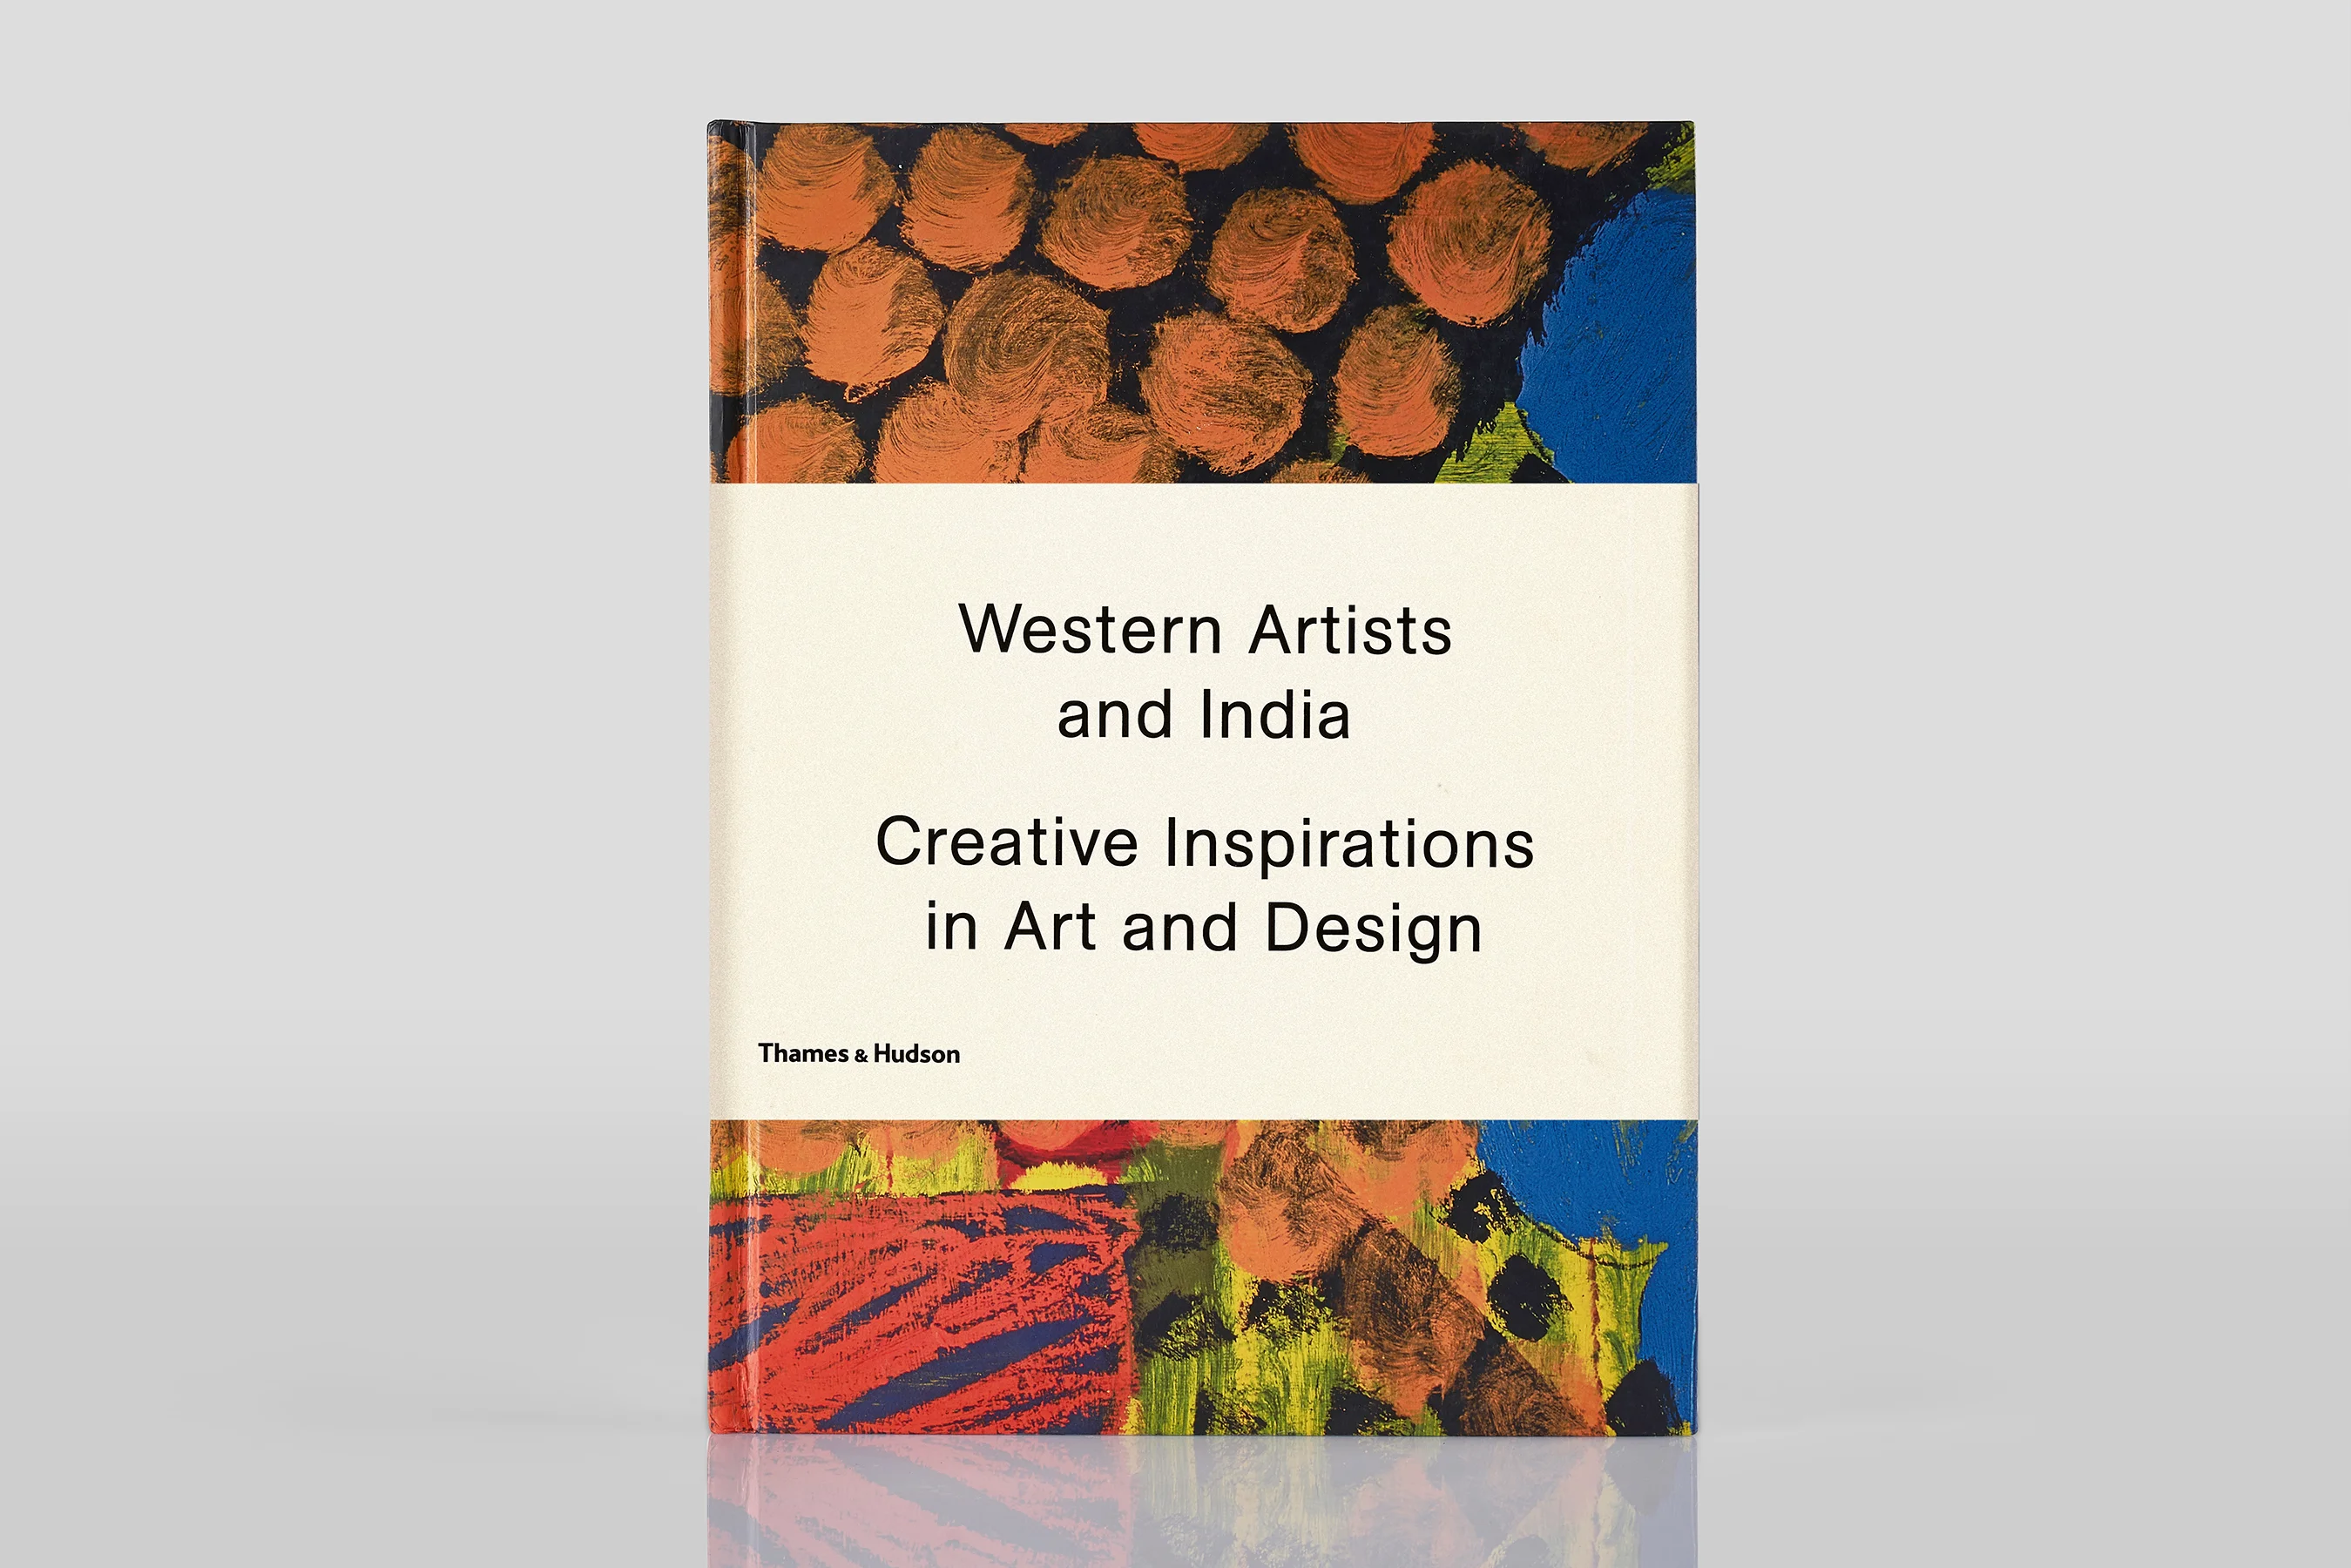 Western Artists
and India
Creative Inspirations
in Art and Design
Thames & Hudson